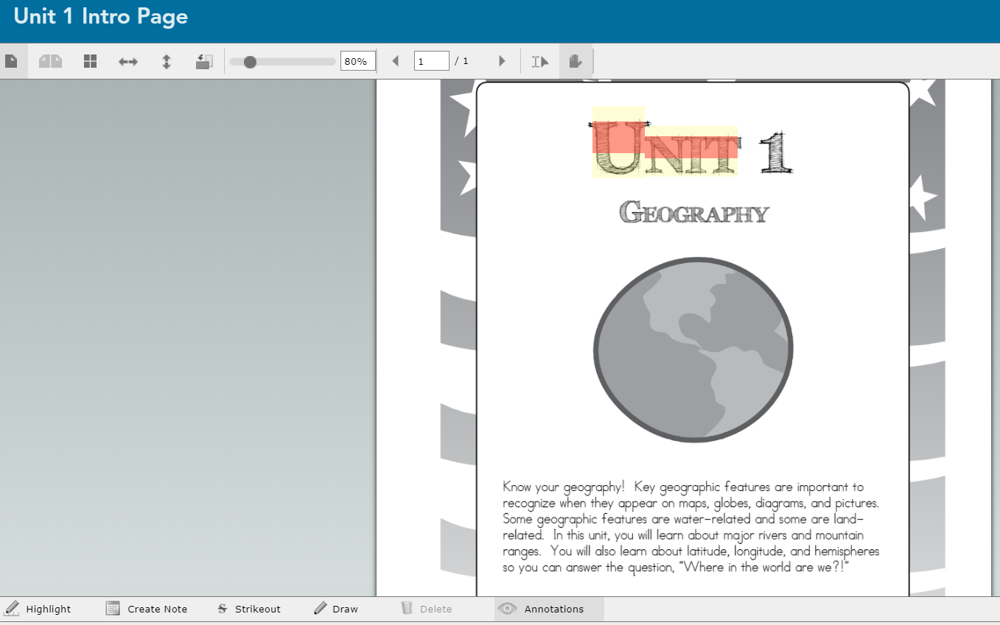 Unit 1 Intro Page
80%
1 / 1
UNIT 1
GEOGRAPHY
Know your geography! Key geographic features are important to
recognize when they appear on maps, globes, diagrams, and pictures.
Some geographic features are water-related and some are land-
related. In this unit, you will learn about major rivers and mountain
ranges. You will also learn about latitude, longitude, and hemispheres
so you can answer the question, "Where in the world are we?!"
Highlight Create Note S Strikeout Draw Delete Annotations